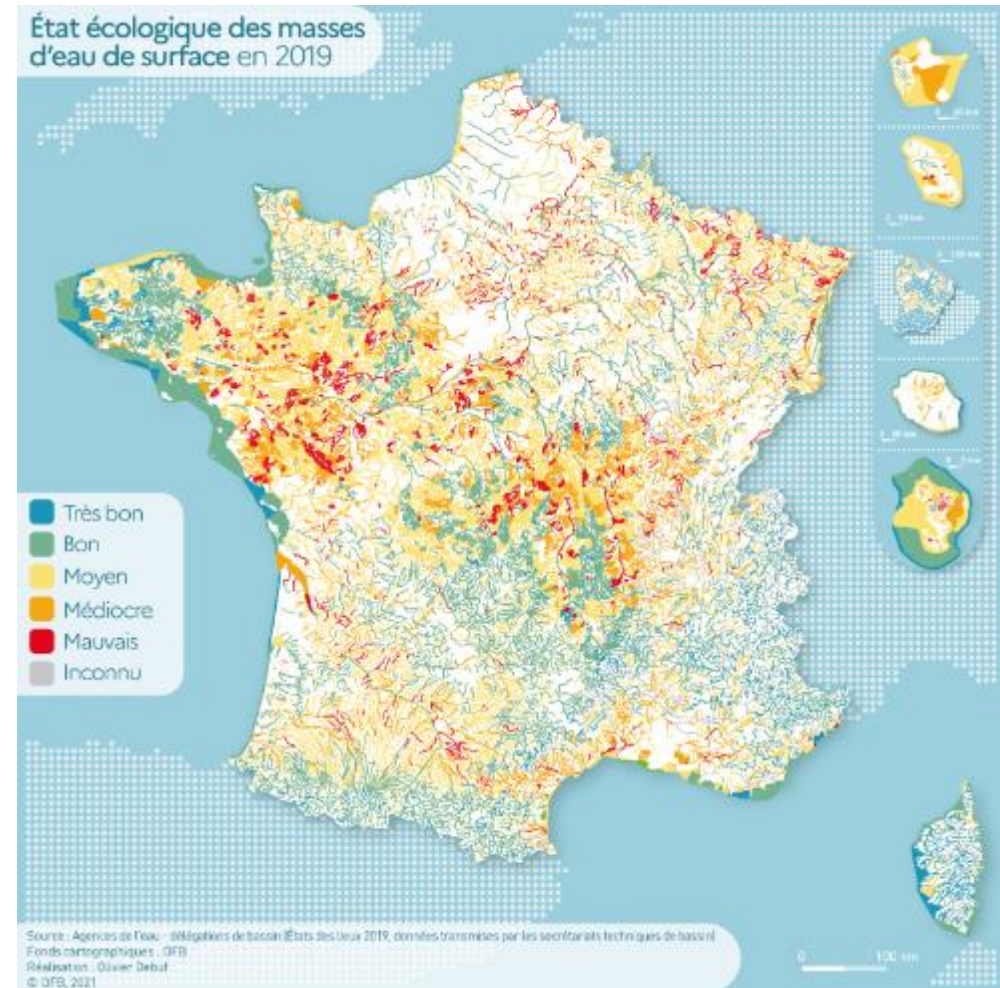 État écologique des masses
d'eau de surface en 2019
Très bon
Bon
Moyen
Médiocre
Mauvais
Inconnu
Source : Agences de l'eau - délégations de bassin (États des lieux 2019, données transmises par les secrétariats techniques de bassin)
Fonds cartographiques : OFB
Réalisation : Olivier Debuf
© OFB, 2021
0 100 km